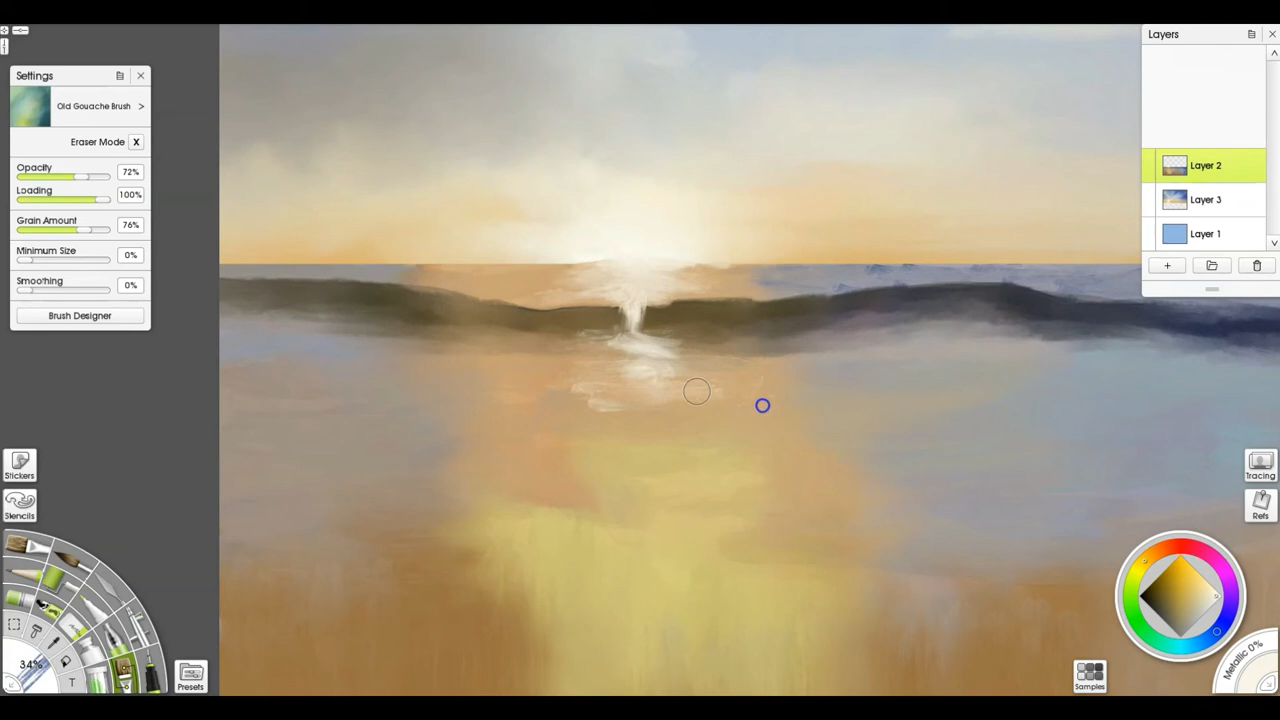 Settings
Old Gouache Brush >
Eraser Mode X
Opacity 72%
Loading 100%
Grain Amount 76%
Minimum Size 0%
Smoothing 0%
Brush Designer
Layers
Layer 2
Layer 3
Layer 1
Stickers
Stencils
Tracing
Refs
34%
T
Presets
Samples
Metallic 0%